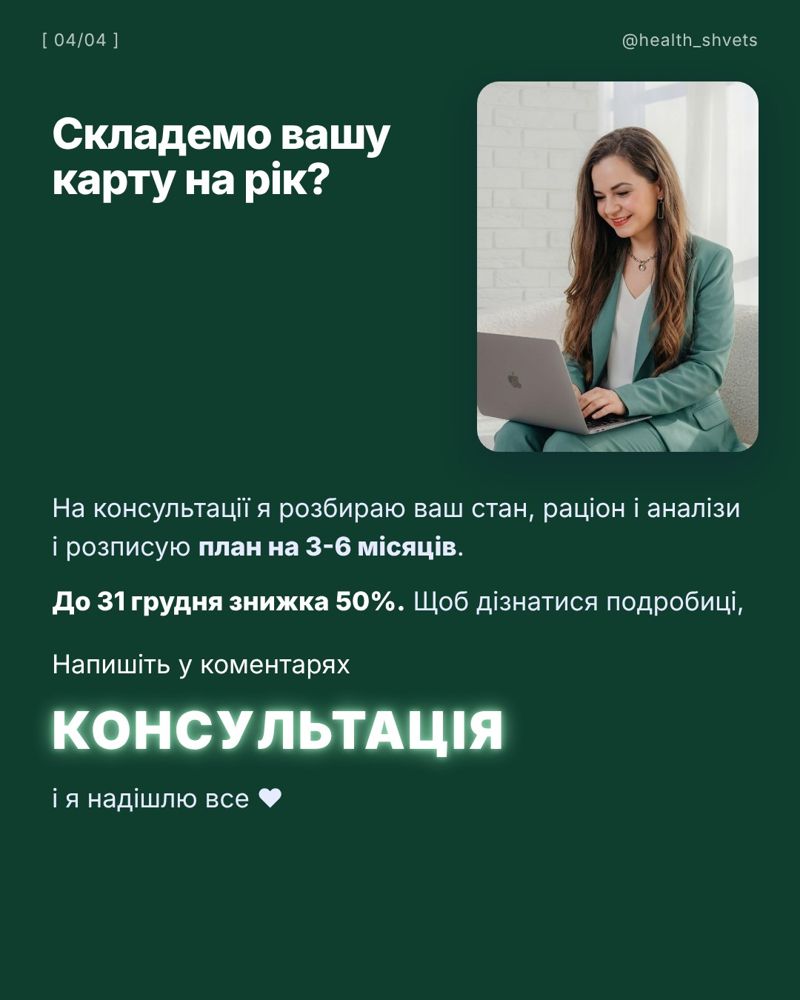 [ 04/04 ]
@health_shvets
Складемо вашу
карту на рік?
На консультації я розбираю ваш стан, раціон і аналізи
і розписую план на 3-6 місяців.
До 31 грудня знижка 50%. Щоб дізнатися подробиці,
Напишіть у коментарях
КОНСУЛЬТАЦІЯ
і я надішлю все ♥